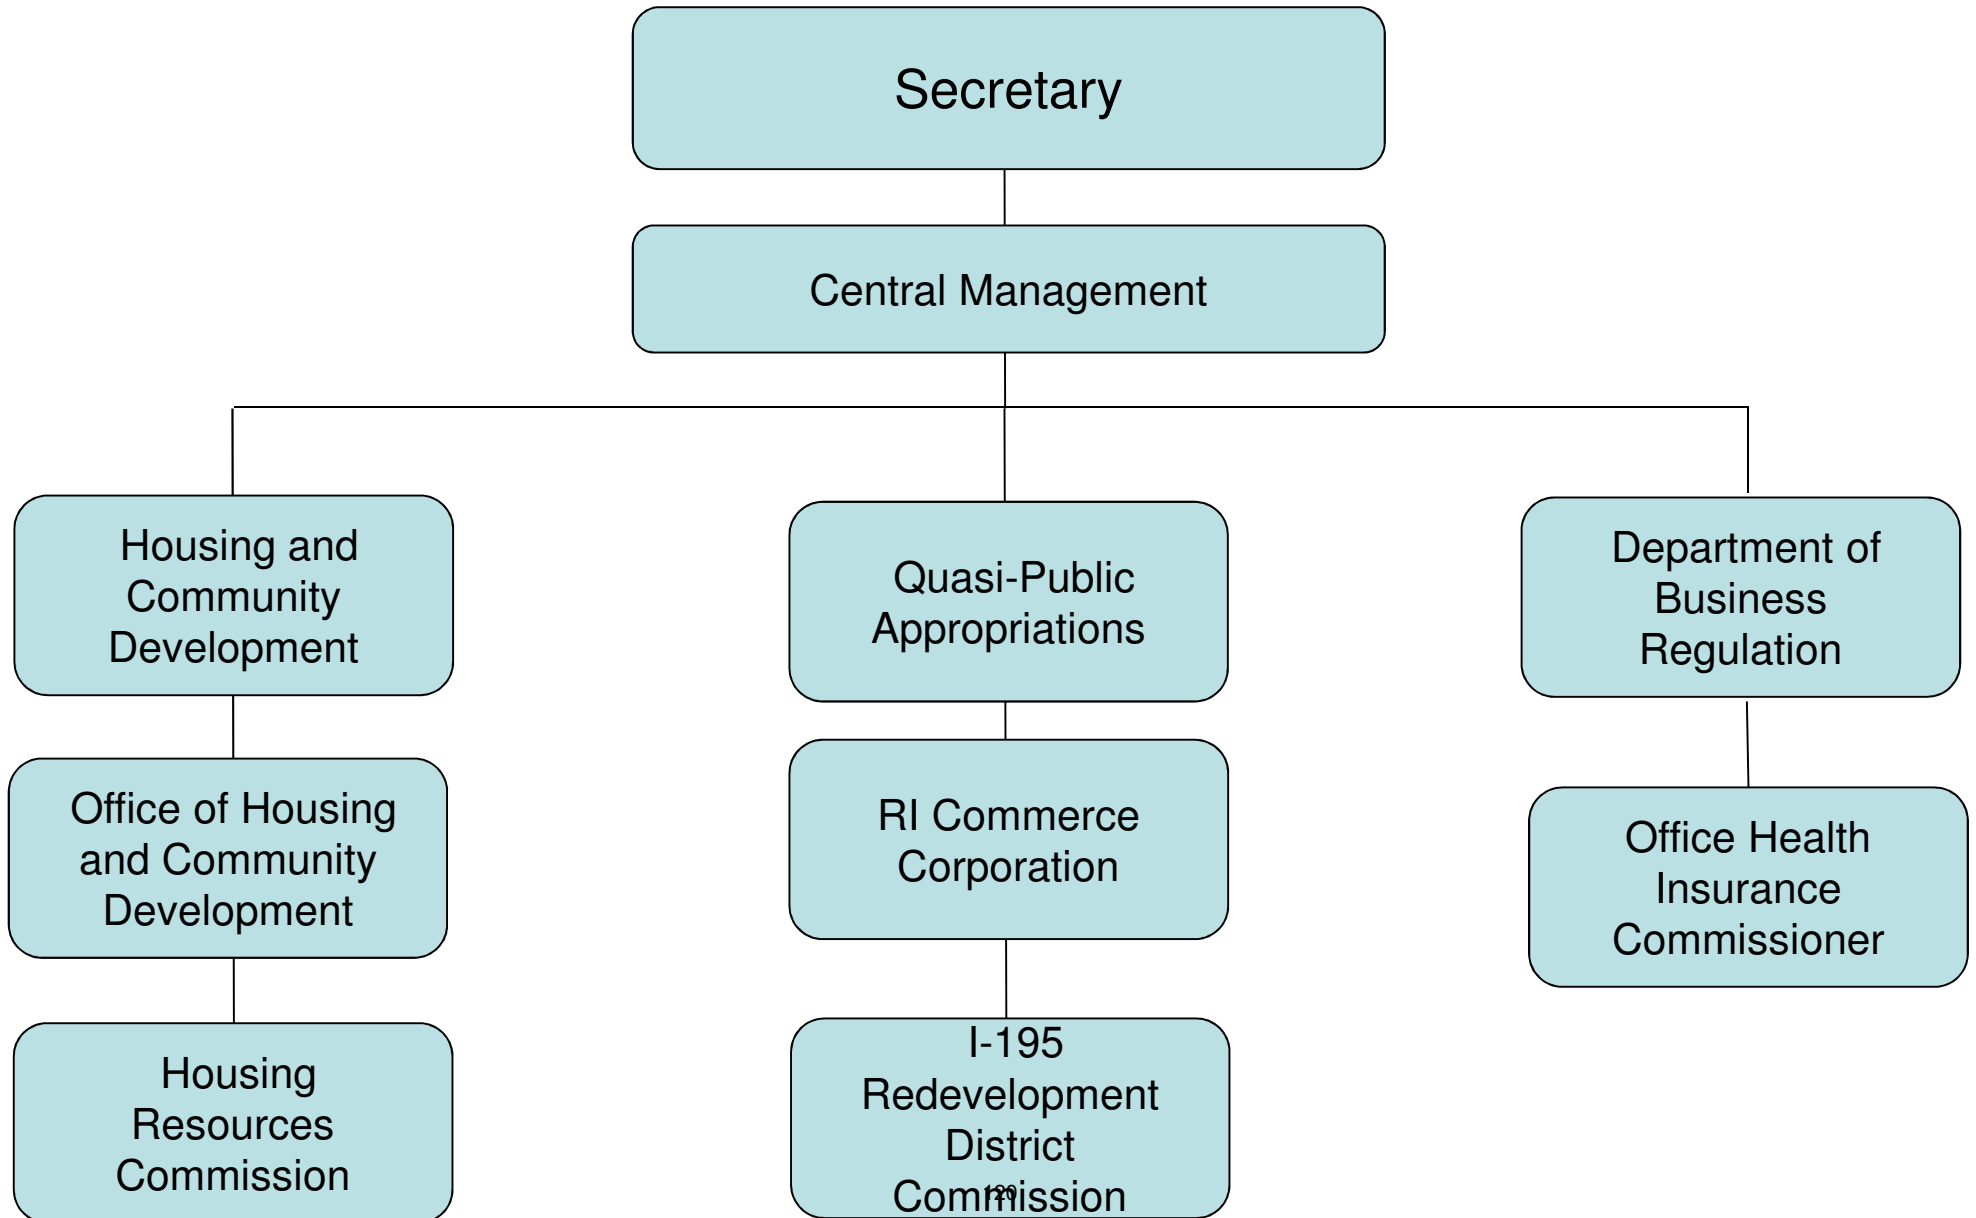 Secretary
Central Management
Housing and
Community
Development
Quasi-Public
Appropriations
Department of
Business
Regulation
Office of Housing
and Community
Development
RI Commerce
Corporation
Office Health
Insurance
Commissioner
Housing
Resources
Commission
I-195
Redevelopment
District
Commission
120